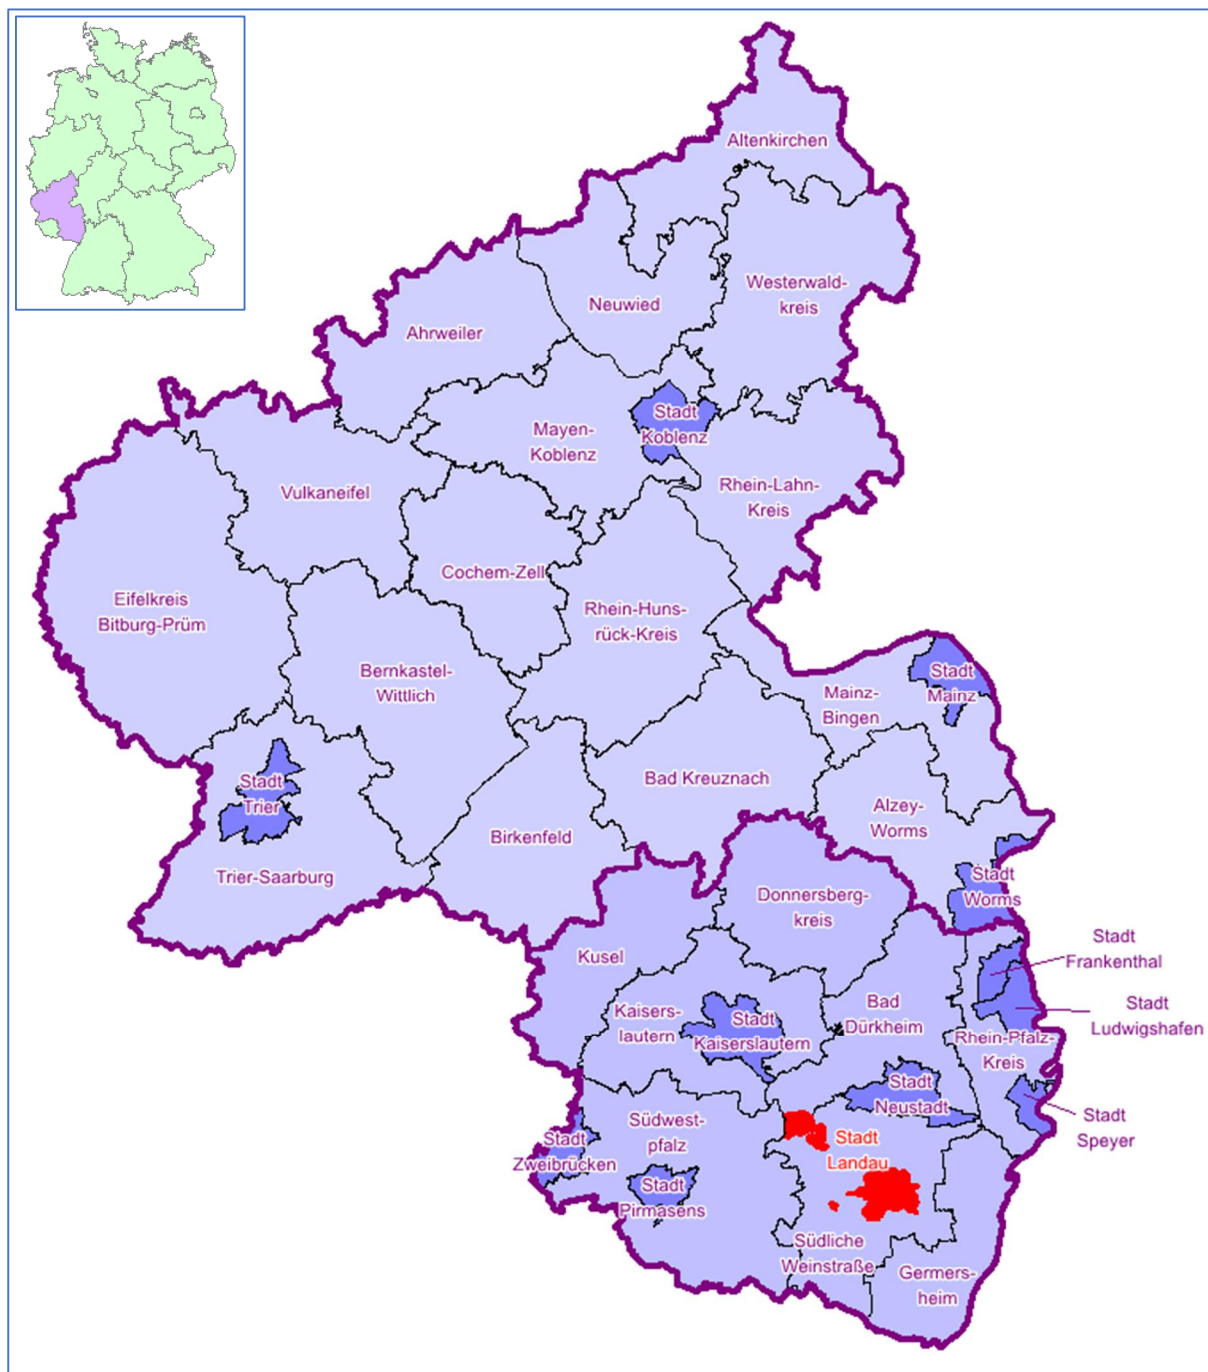 Altenkirchen
Westerwald-
kreis
Neuwied
Ahrweiler
Stadt
Koblenz
Mayen-
Koblenz
Rhein-Lahn-
Kreis
Vulkaneifel
Cochem-Zell
Eifelkreis
Bitburg-Prüm
Rhein-Huns-
rück-Kreis
Bernkastel-
Wittlich
Stadt
Mainz
Mainz-
Bingen
Stadt
Trier
Bad Kreuznach
Alzey-
Worms
Birkenfeld
Trier-Saarburg
Stadt
Worms
Donnersberg-
kreis
Stadt
Frankenthal
Kusel
Stadt
Ludwigshafen
Kaisers-
lautern
Stadt
Kaiserslautern
Bad
Dürkheim
Rhein-Pfalz-
Kreis
Stadt
Neustadt
Stadt
Speyer
Südwest-
pfalz
Stadt
Zweibrücken
Stadt
Landau
Stadt
Pirmasens
Südliche
Weinstraße
Germers-
heim